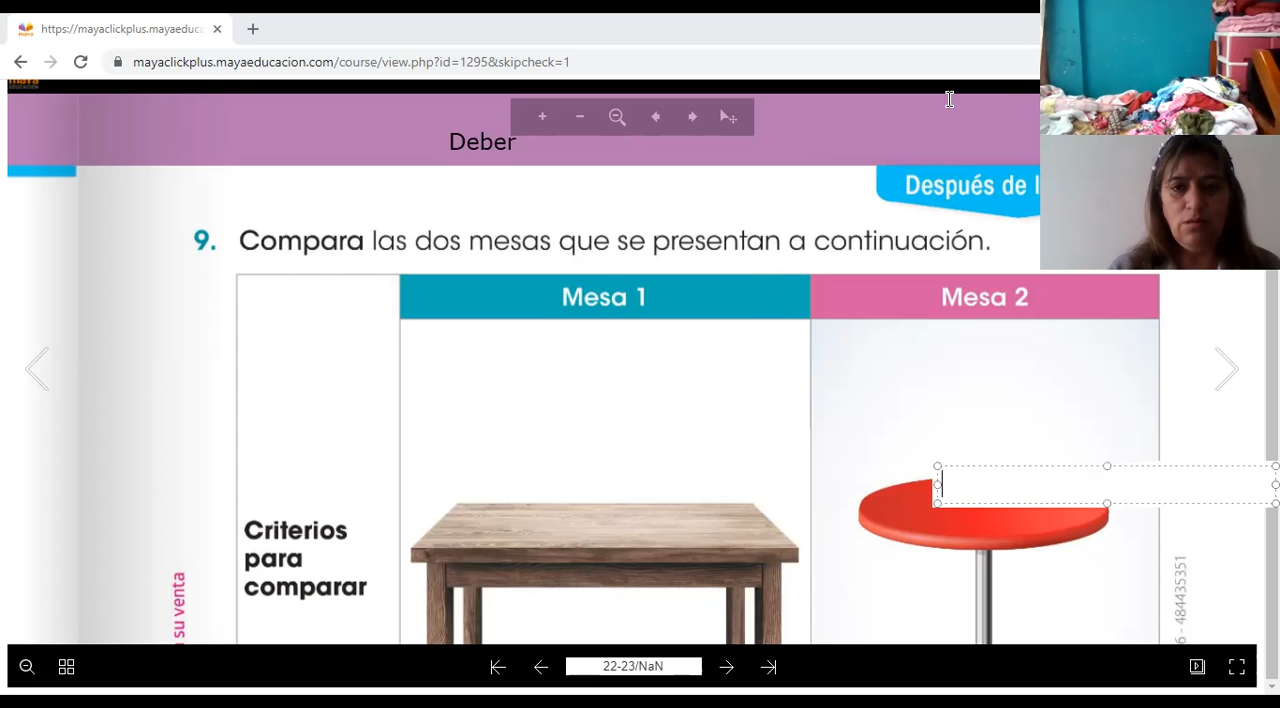 https://mayaclickplus.mayaeduca
mayaclickplus.mayaeducacion.com/course/view.php?id=1295&skipcheck=1
Deber
Después de l
9. Compara las dos mesas que se presentan a continuación.
Mesa 1
Mesa 2
Criterios
para
comparar
su venta
6 - 484435351
22-23/NaN